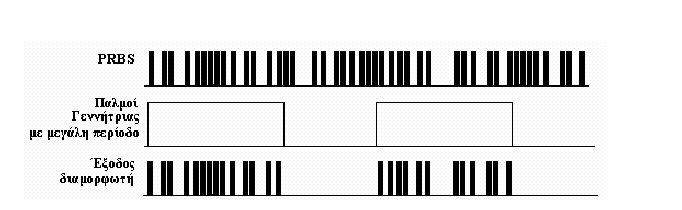 PRBS
Παλμοί
Γεννήτριας
με μεγάλη περίοδο
Έξοδος
διαμορφωτή